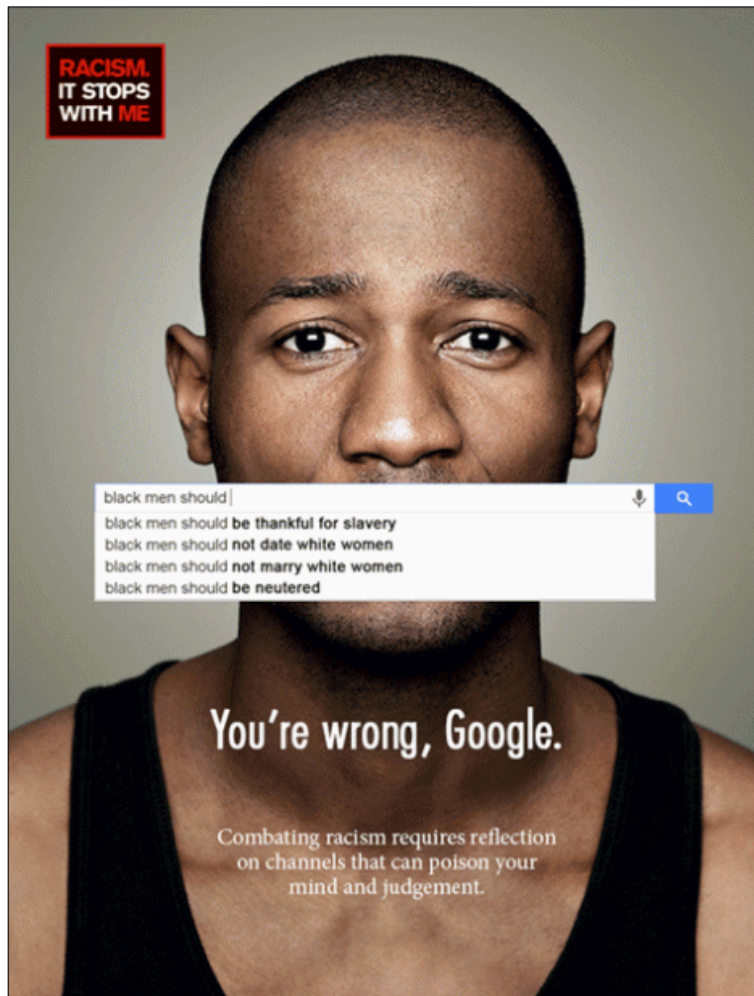 RACISM.
IT STOPS
WITH ME
black men should
black men should be thankful for slavery
black men should not date white women
black men should not marry white women
black men should be neutered
You're wrong, Google.
Combating racism requires reflection
on channels that can poison your
mind and judgement.